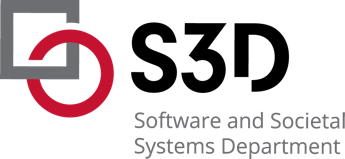 S3D
Software and Societal
Systems Department